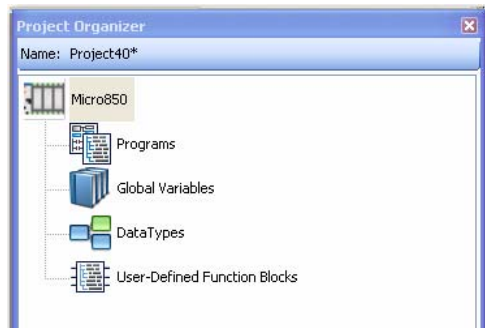 Project Organizer
Name: Project40*
Micro850
Programs
Global Variables
DataTypes
User-Defined Function Blocks